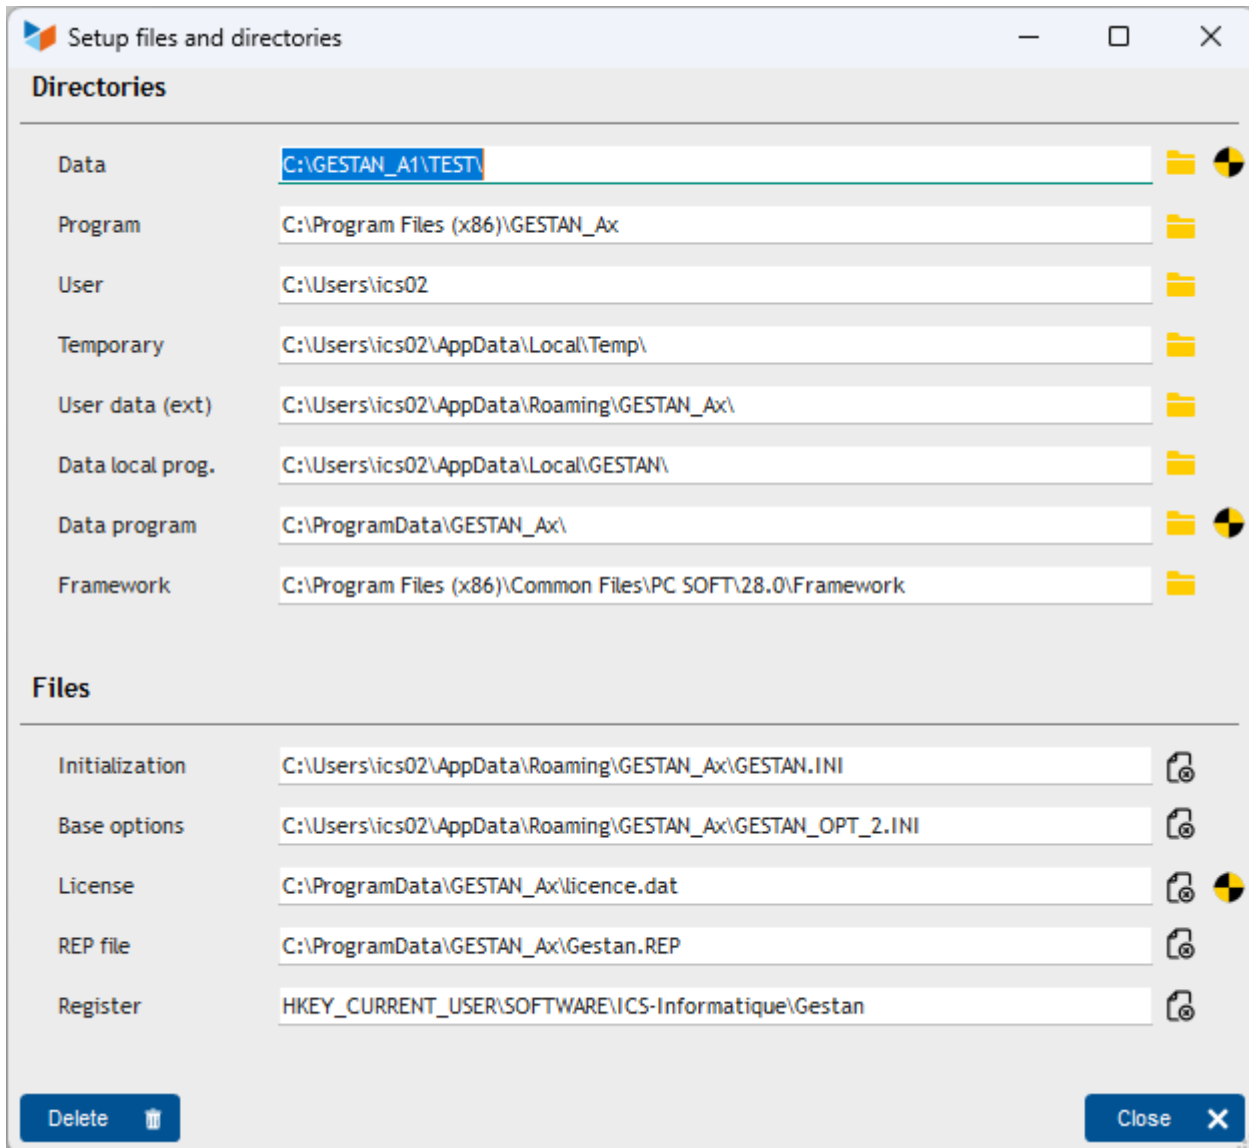 Setup files and directories
Directories
Data C:\GESTAN_A1\TEST\
Program C:\Program Files (x86)\GESTAN_Ax
User C:\Users\ics02
Temporary C:\Users\ics02\AppData\Local\Temp\
User data (ext) C:\Users\ics02\AppData\Roaming\GESTAN_Ax\
Data local prog. C:\Users\ics02\AppData\Local\GESTAN\
Data program C:\ProgramData\GESTAN_Ax\
Framework C:\Program Files (x86)\Common Files\PC SOFT\28.0\Framework
Files
Initialization C:\Users\ics02\AppData\Roaming\GESTAN_Ax\GESTAN.INI
Base options C:\Users\ics02\AppData\Roaming\GESTAN_Ax\GESTAN_OPT_2.INI
License C:\ProgramData\GESTAN_Ax\licence.dat
REP file C:\ProgramData\GESTAN_Ax\Gestan.REP
Register HKEY_CURRENT_USER\SOFTWARE\ICS-Informatique\Gestan
Delete Close